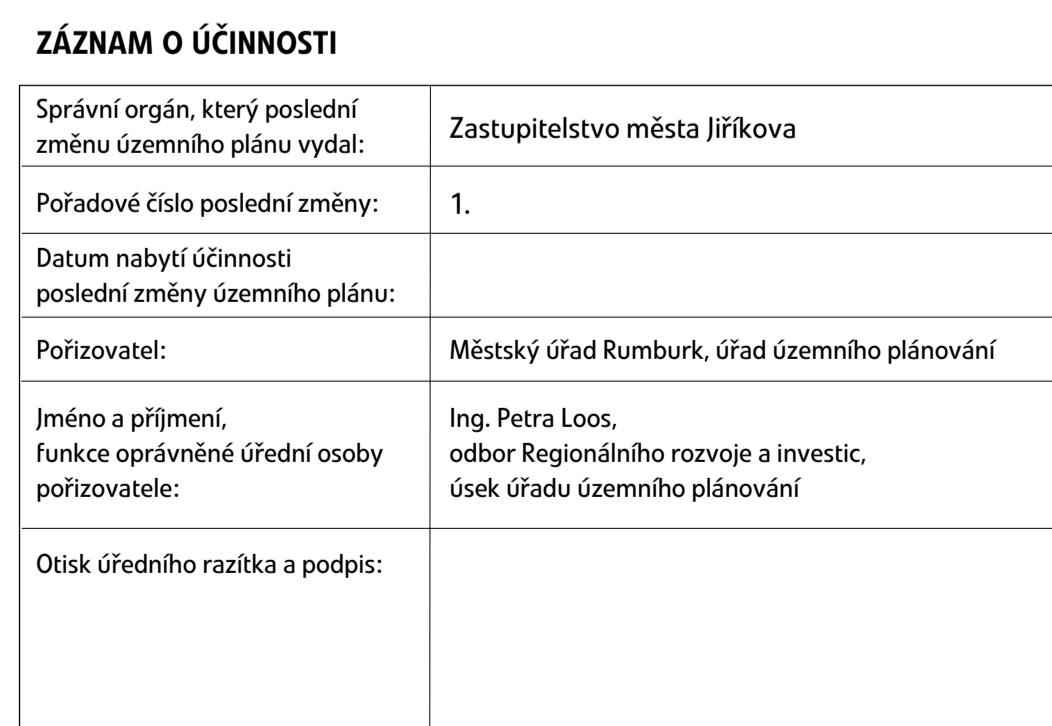 ZÁZNAM O ÚČINNOSTI
Správní orgán, který poslední
změnu územního plánu vydal:
Zastupitelstvo města Jiříkova
Pořadové číslo poslední změny:
1.
Datum nabytí účinnosti
poslední změny územního plánu:
Pořizovatel:
Městský úřad Rumburk, úřad územního plánování
Jméno a příjmení,
funkce oprávněné úřední osoby
pořizovatele:
Ing. Petra Loos,
odbor Regionálního rozvoje a investic,
úsek úřadu územního plánování
Otisk úředního razítka a podpis: